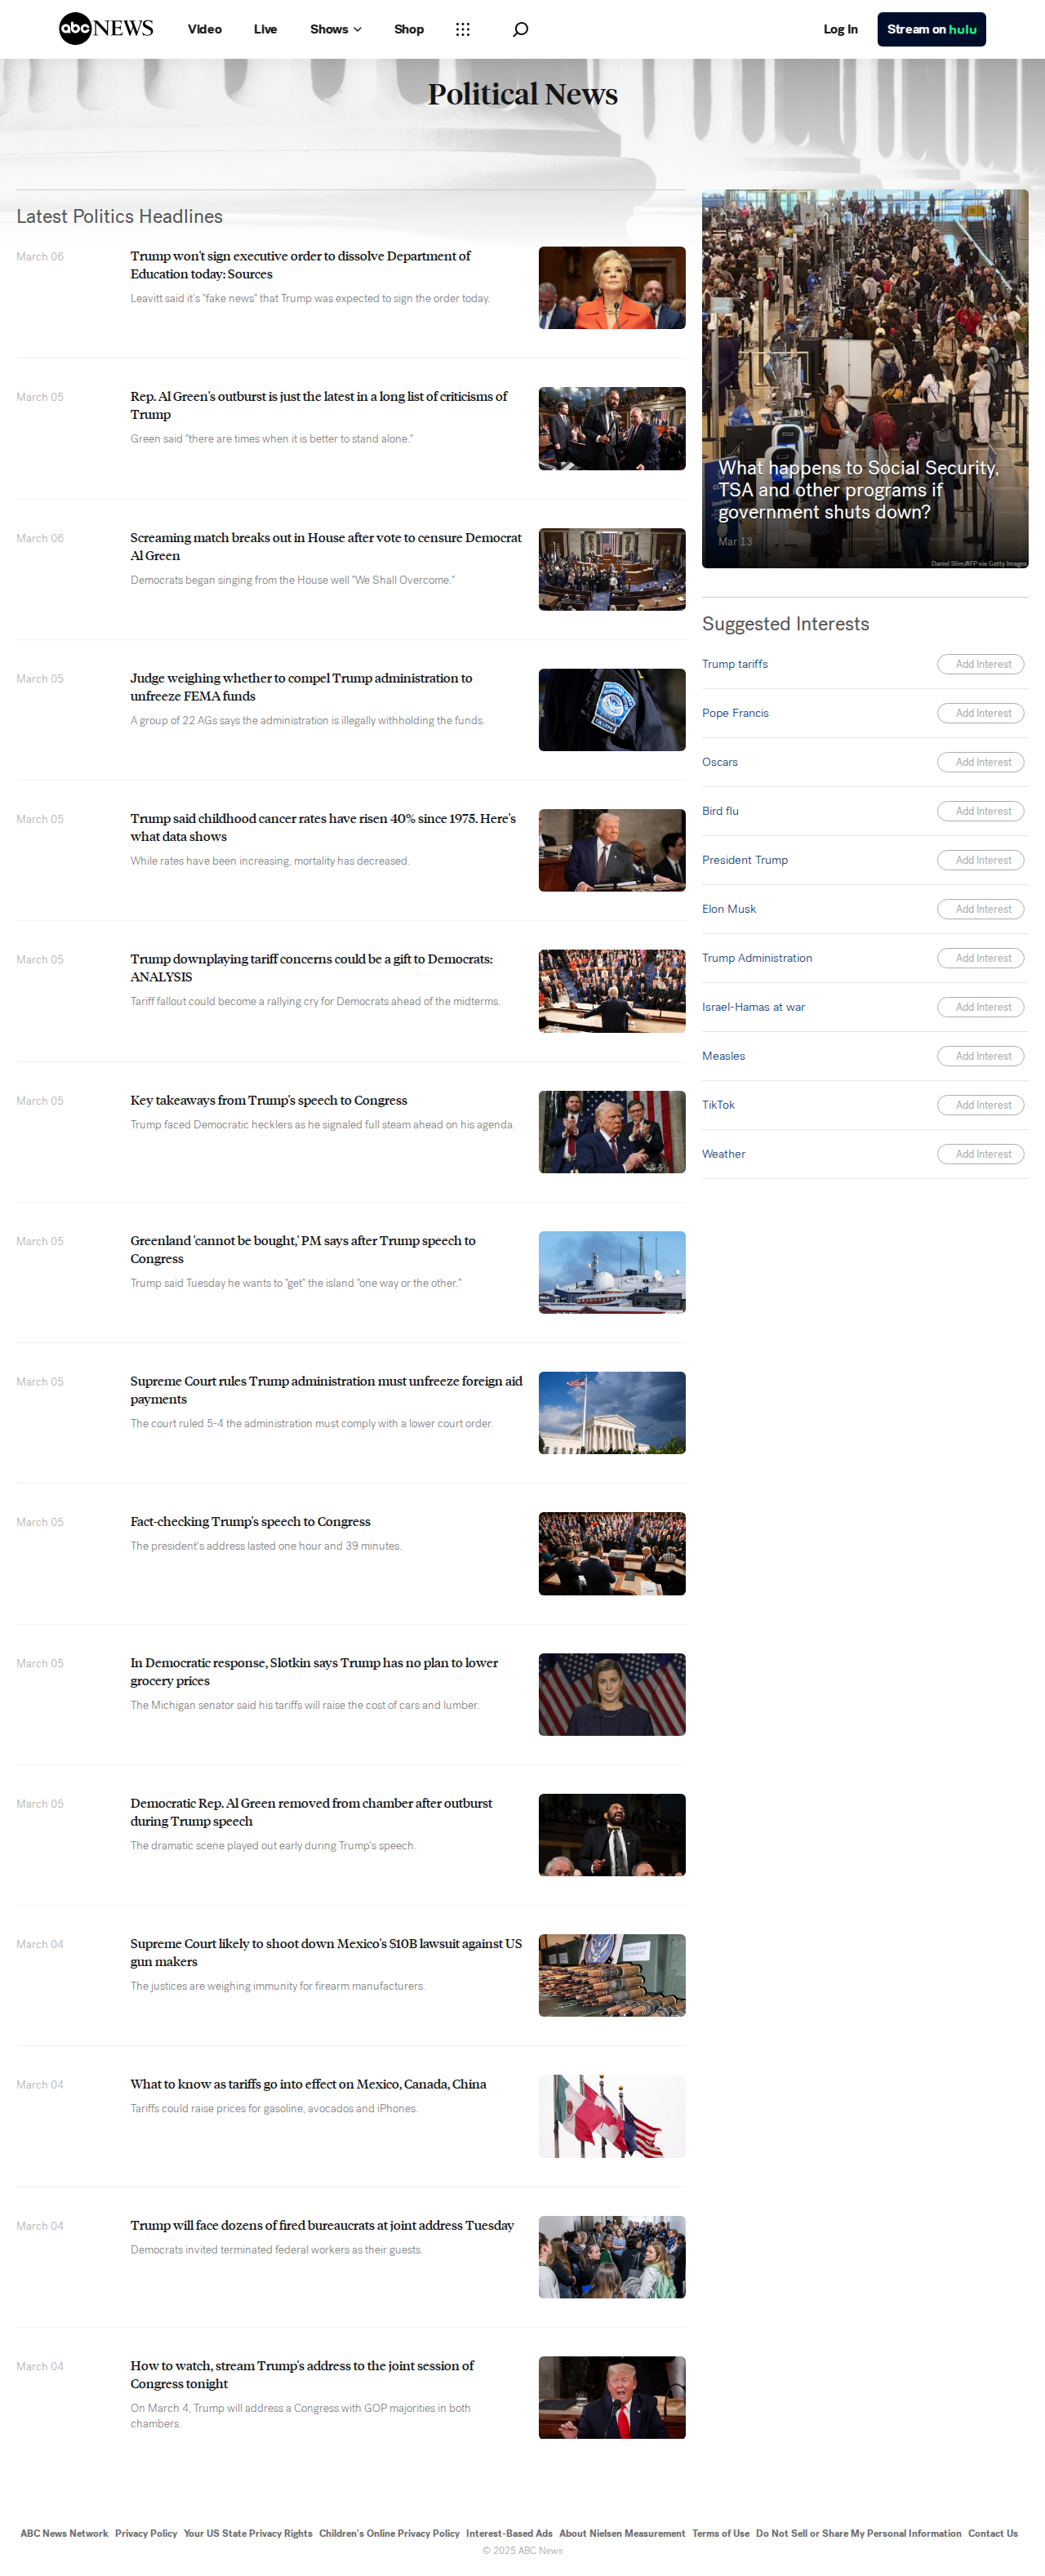 abc NEWS Video Live Shows Shop Log In Stream on hulu
Political News
Latest Politics Headlines
March 06
Trump won't sign executive order to dissolve Department of
Education today: Sources
Leavitt said it's "fake news" that Trump was expected to sign the order today.
March 05
Rep. Al Green's outburst is just the latest in a long list of criticisms of
Trump
Green said "there are times when it is better to stand alone."
March 06
Screaming match breaks out in House after vote to censure Democrat
Al Green
Democrats began singing from the House well "We Shall Overcome."
March 05
Judge weighing whether to compel Trump administration to
unfreeze FEMA funds
A group of 22 AGs says the administration is illegally withholding the funds.
March 05
Trump said childhood cancer rates have risen 40% since 1975. Here's
what data shows
While rates have been increasing, mortality has decreased.
March 05
Trump downplaying tariff concerns could be a gift to Democrats:
ANALYSIS
Tariff fallout could become a rallying cry for Democrats ahead of the midterms.
March 05
Key takeaways from Trump's speech to Congress
Trump faced Democratic hecklers as he signaled full steam ahead on his agenda.
March 05
Greenland 'cannot be bought,' PM says after Trump speech to
Congress
Trump said Tuesday he wants to "get" the island "one way or the other."
March 05
Supreme Court rules Trump administration must unfreeze foreign aid
payments
The court ruled 5-4 the administration must comply with a lower court order.
March 05
Fact-checking Trump's speech to Congress
The president's address lasted one hour and 39 minutes.
March 05
In Democratic response, Slotkin says Trump has no plan to lower
grocery prices
The Michigan senator said his tariffs will raise the cost of cars and lumber.
March 05
Democratic Rep. Al Green removed from chamber after outburst
during Trump speech
The dramatic scene played out early during Trump's speech.
March 04
Supreme Court likely to shoot down Mexico's $10B lawsuit against US
gun makers
The justices are weighing immunity for firearm manufacturers.
March 04
What to know as tariffs go into effect on Mexico, Canada, China
Tariffs could raise prices for gasoline, avocados and iPhones.
March 04
Trump will face dozens of fired bureaucrats at joint address Tuesday
Democrats invited terminated federal workers as their guests.
March 04
How to watch, stream Trump's address to the joint session of
Congress tonight
On March 4, Trump will address a Congress with GOP majorities in both
chambers.
What happens to Social Security,
TSA and other programs if
government shuts down?
Mar 13
Daniel Slim/AFP via Getty Images
Suggested Interests
Trump tariffs Add Interest
Pope Francis Add Interest
Oscars Add Interest
Bird flu Add Interest
President Trump Add Interest
Elon Musk Add Interest
Trump Administration Add Interest
Israel-Hamas at war Add Interest
Measles Add Interest
TikTok Add Interest
Weather Add Interest
ABC News Network Privacy Policy Your US State Privacy Rights Children's Online Privacy Policy Interest-Based Ads About Nielsen Measurement Terms of Use Do Not Sell or Share My Personal Information Contact Us
© 2025 ABC News